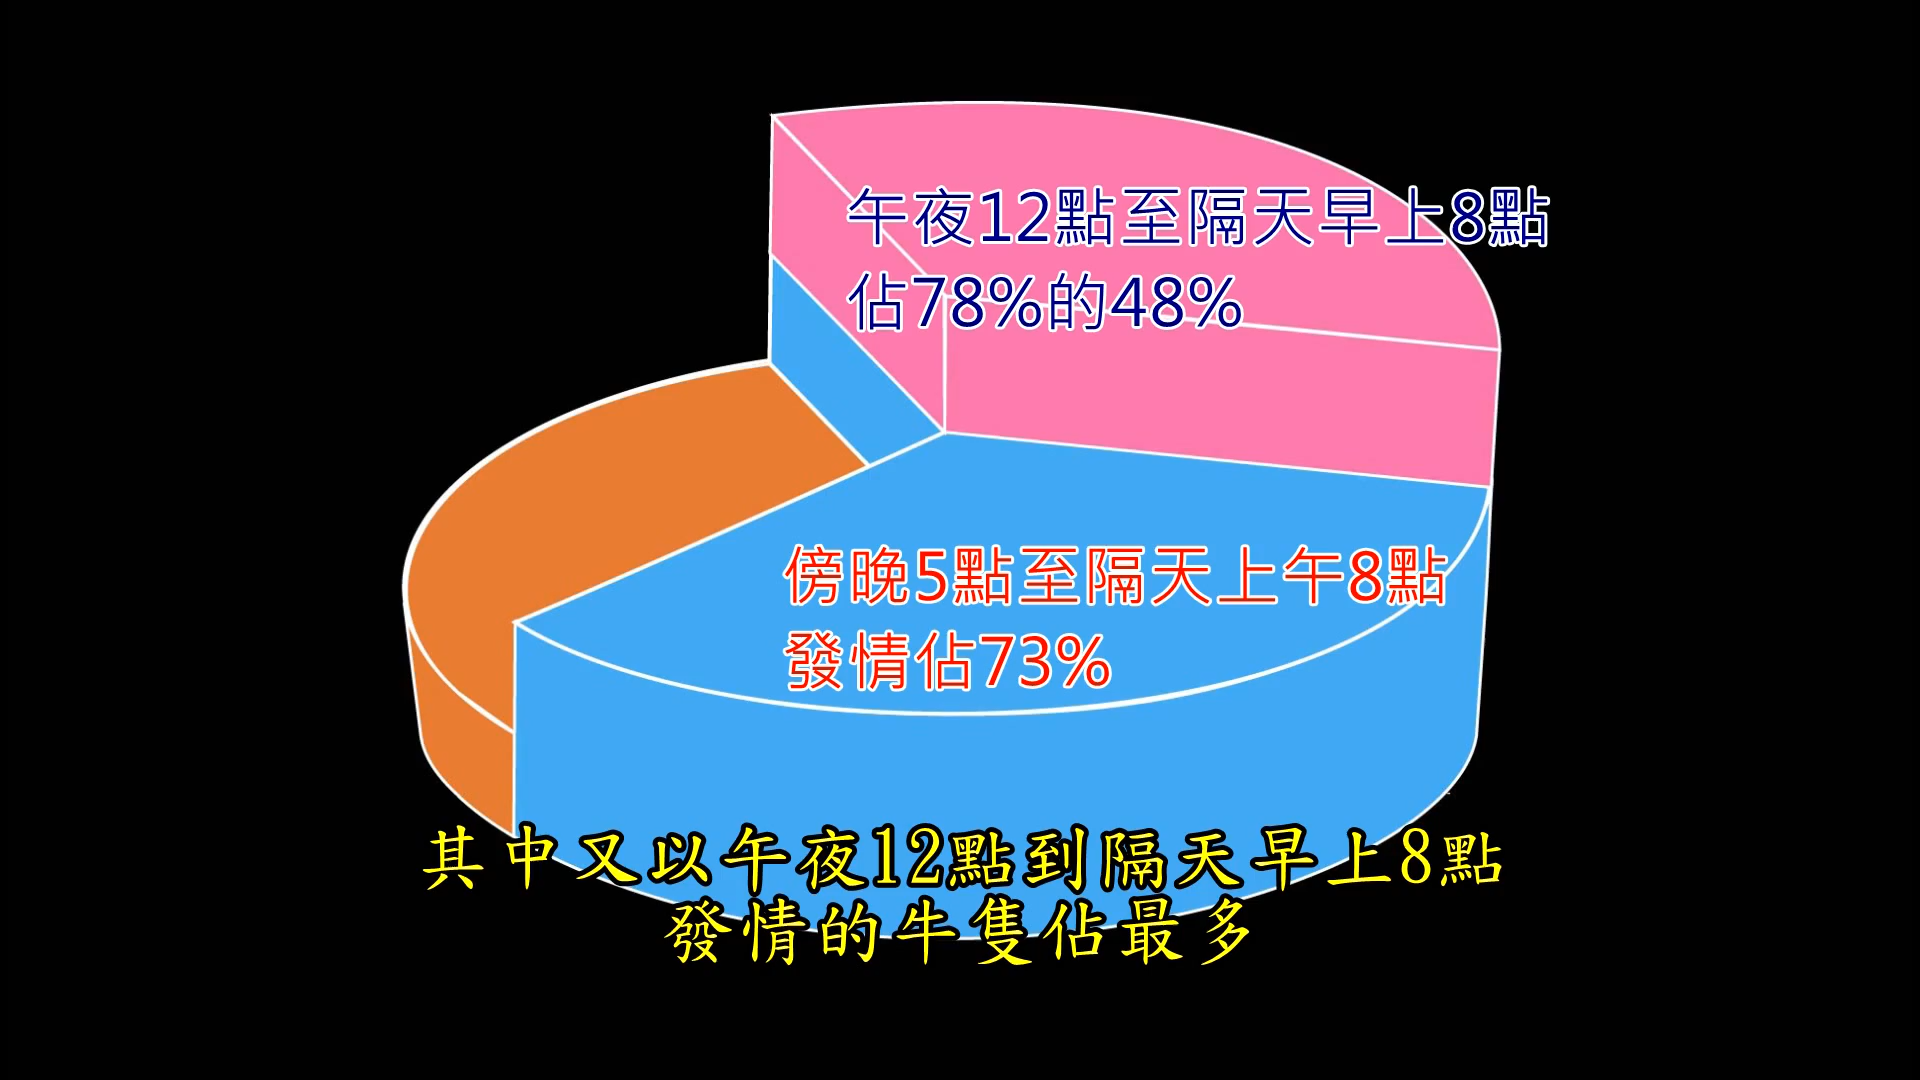 午夜12點至隔天早上8點
佔78%的48%
傍晚5點至隔天上午8點
發情佔73%
其中又以午夜12點到隔天早上8點
發情的牛隻佔最多